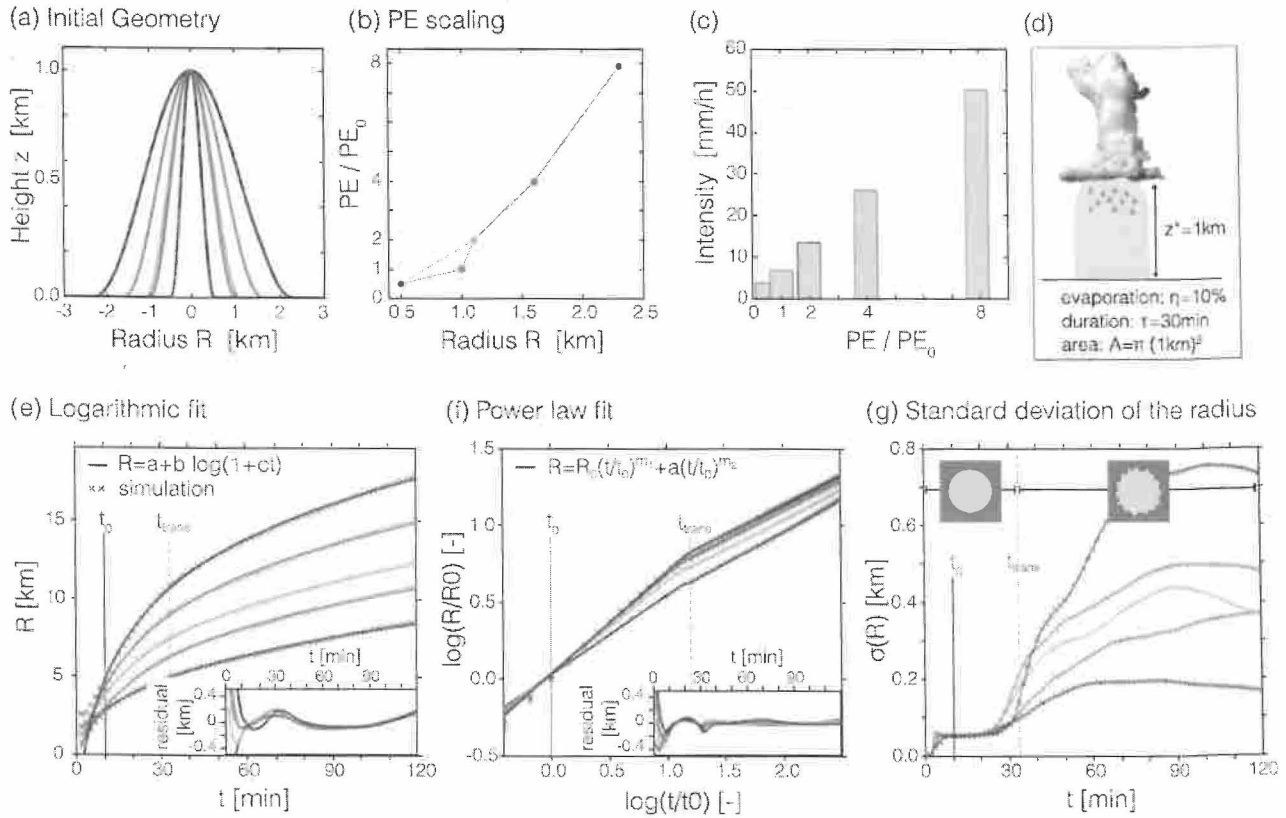 (a) Initial Geometry
1.0
0.5
0.0
Height z [km]
-3 -2 -1 0 1 2 3
Radius R [km]
(b) PE scaling
8
4
2
1
0
PE / PE0
0.5 1.0 1.5 2.0 2.5
Radius R [km]
(c)
60
50
40
30
20
10
0
Intensity [mm/h]
0 1 2 4 6 8
PE / PE0
(d)
z*=1km
evaporation: η=10%
duration: τ=30min
area: A=π (1km)²
(e) Logarithmic fit
R=a+b log(1+ct)
simulation
t0
ttrans
15
10
5
0
R [km]
t [min]
0 30 60 90
0.4
0
-0.4
residual
[km]
0 30 60 90 120
t [min]
(f) Power law fit
R=R0(t/t0)^m1+a(t/t0)^m2
t0
ttrans
1.5
1.0
0.5
0.0
-0.5
log(R/R0) [-]
t [min]
0 30 90
0.4
0
-0.4
residual
[km]
0.0 0.5 1.0 1.5 2.0
log(t/t0) [-]
(g) Standard deviation of the radius
0.8
0.6
0.4
0.2
0.0
σ(R) [km]
t0
ttrans
0 30 60 90 120
t [min]